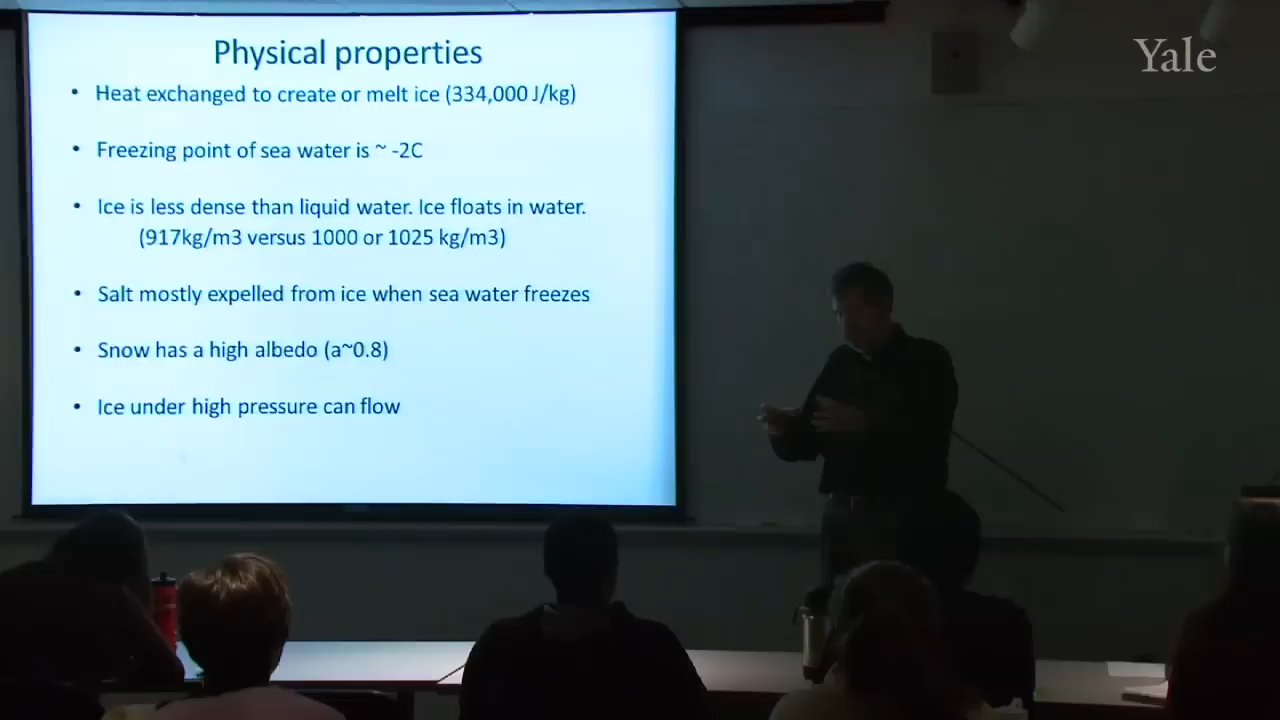 Physical properties
• Heat exchanged to create or melt ice (334,000 J/kg)
• Freezing point of sea water is ~ -2C
• Ice is less dense than liquid water. Ice floats in water.
(917kg/m3 versus 1000 or 1025 kg/m3)
• Salt mostly expelled from ice when sea water freezes
• Snow has a high albedo (a~0.8)
• Ice under high pressure can flow
Yale